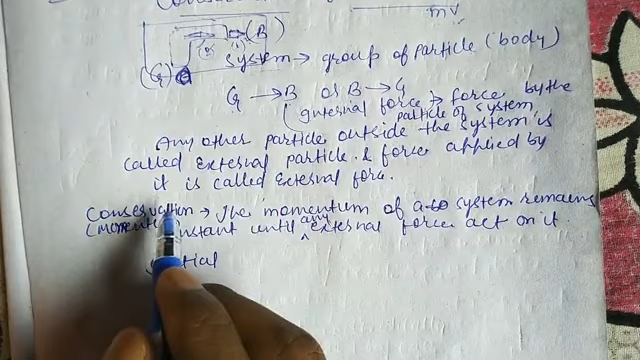 mv
(B)
(G)
System → group of particle (body)
G → B or B → G
Internal force → force by the
particle of system
Any other particle outside the system is
called external particle & force applied by
it is called external force.
Conservation → The momentum of a system remains
constant until any external force act on it.